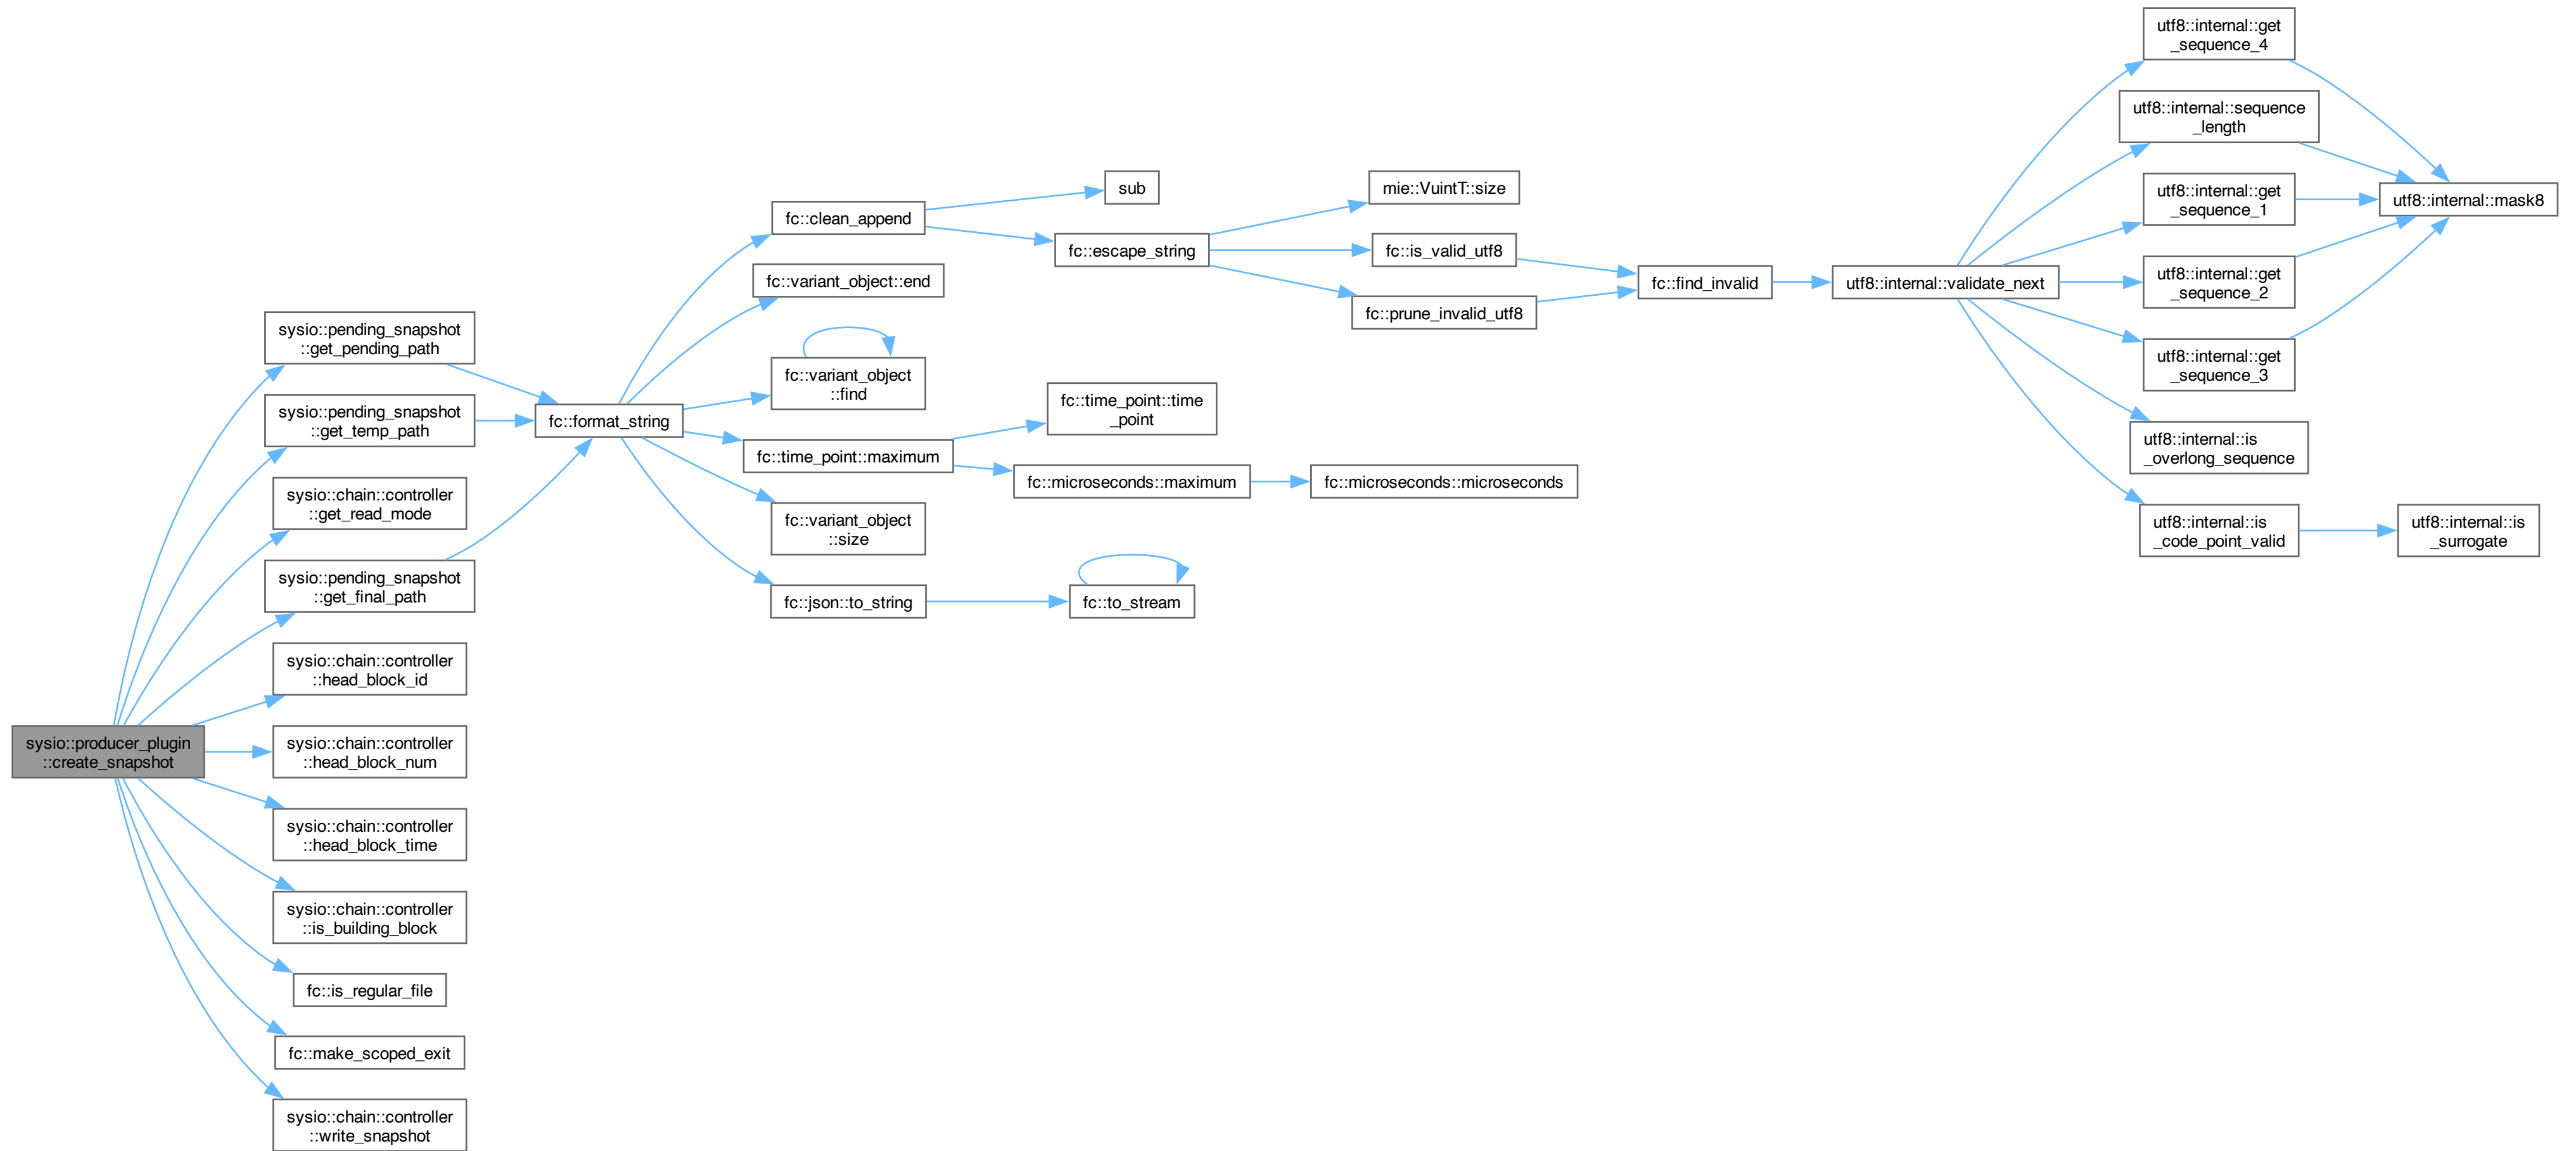 utf8::internal::get
_sequence_4
utf8::internal::sequence
_length
sub
mie::VuintT::size
utf8::internal::get
_sequence_1
utf8::internal::mask8
fc::clean_append
fc::escape_string
fc::is_valid_utf8
fc::variant_object::end
fc::prune_invalid_utf8
fc::find_invalid
utf8::internal::validate_next
utf8::internal::get
_sequence_2
sysio::pending_snapshot
::get_pending_path
fc::variant_object
::find
utf8::internal::get
_sequence_3
sysio::pending_snapshot
::get_temp_path
fc::format_string
fc::time_point::time
_point
fc::time_point::maximum
utf8::internal::is
_overlong_sequence
sysio::chain::controller
::get_read_mode
fc::microseconds::maximum
fc::microseconds::microseconds
fc::variant_object
::size
utf8::internal::is
_code_point_valid
utf8::internal::is
_surrogate
sysio::pending_snapshot
::get_final_path
fc::json::to_string
fc::to_stream
sysio::chain::controller
::head_block_id
sysio::producer_plugin
::create_snapshot
sysio::chain::controller
::head_block_num
sysio::chain::controller
::head_block_time
sysio::chain::controller
::is_building_block
fc::is_regular_file
fc::make_scoped_exit
sysio::chain::controller
::write_snapshot